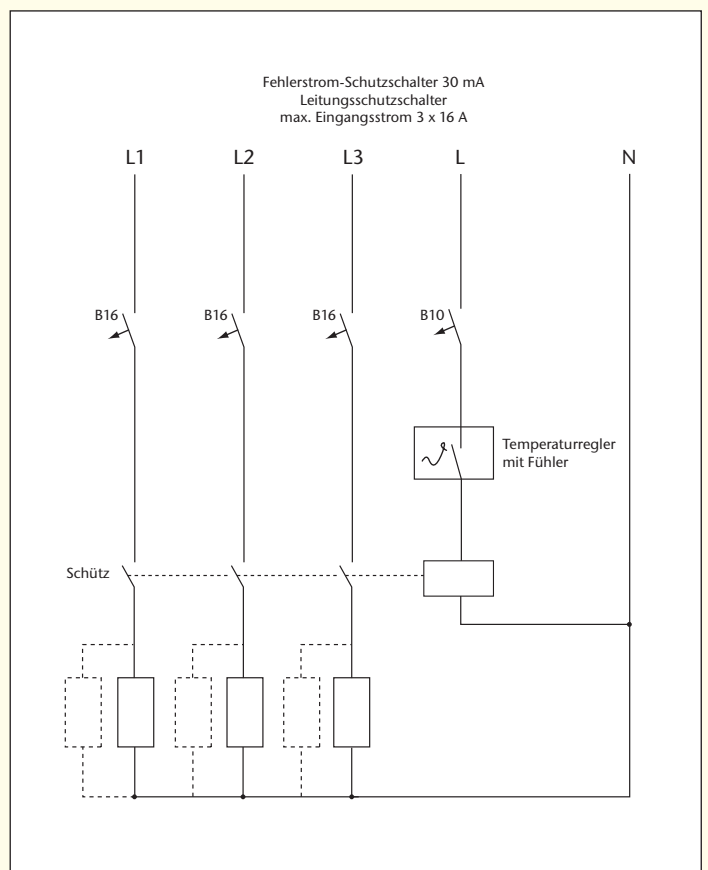 Fehlerstrom-Schutzschalter 30 mA
Leitungsschutzschalter
max. Eingangsstrom 3 x 16 A
L1 L2 L3 L N
B16 B16 B16 B10
Temperaturregler
mit Fühler
Schütz